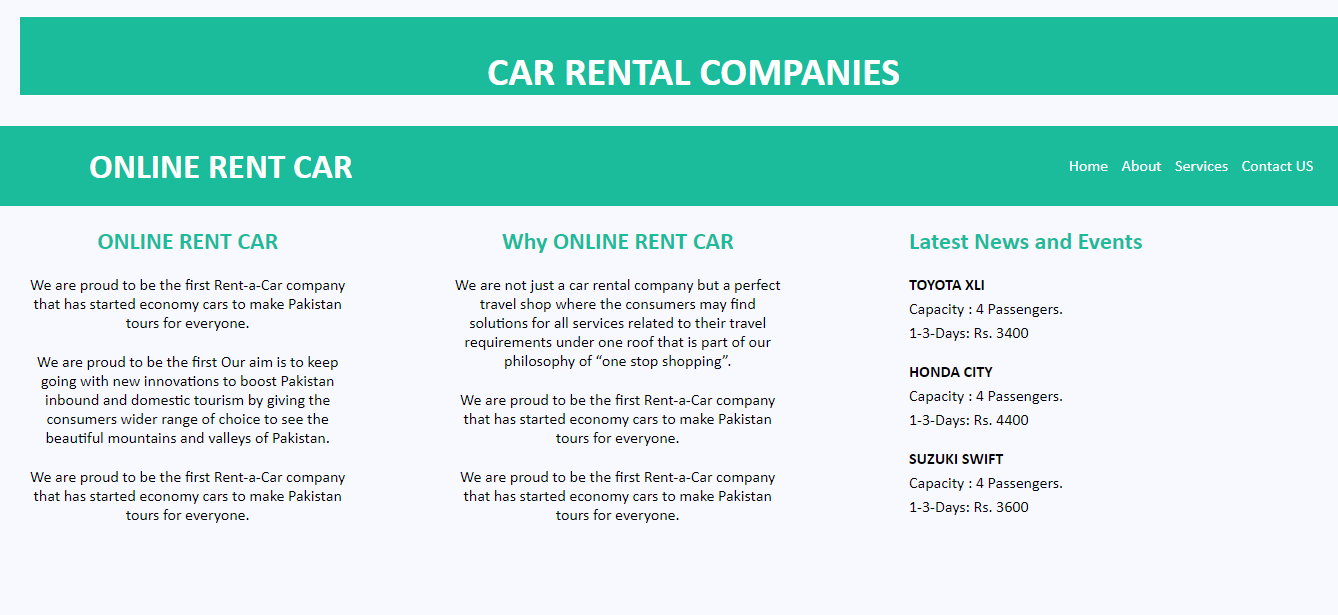 CAR RENTAL COMPANIES
ONLINE RENT CAR
Home About Services Contact US
ONLINE RENT CAR
We are proud to be the first Rent-a-Car company
that has started economy cars to make Pakistan
tours for everyone.
We are proud to be the first Our aim is to keep
going with new innovations to boost Pakistan
inbound and domestic tourism by giving the
consumers wider range of choice to see the
beautiful mountains and valleys of Pakistan.
We are proud to be the first Rent-a-Car company
that has started economy cars to make Pakistan
tours for everyone.
Why ONLINE RENT CAR
We are not just a car rental company but a perfect
travel shop where the consumers may find
solutions for all services related to their travel
requirements under one roof that is part of our
philosophy of “one stop shopping”.
We are proud to be the first Rent-a-Car company
that has started economy cars to make Pakistan
tours for everyone.
We are proud to be the first Rent-a-Car company
that has started economy cars to make Pakistan
tours for everyone.
Latest News and Events
TOYOTA XLI
Capacity : 4 Passengers.
1-3-Days: Rs. 3400
HONDA CITY
Capacity : 4 Passengers.
1-3-Days: Rs. 4400
SUZUKI SWIFT
Capacity : 4 Passengers.
1-3-Days: Rs. 3600